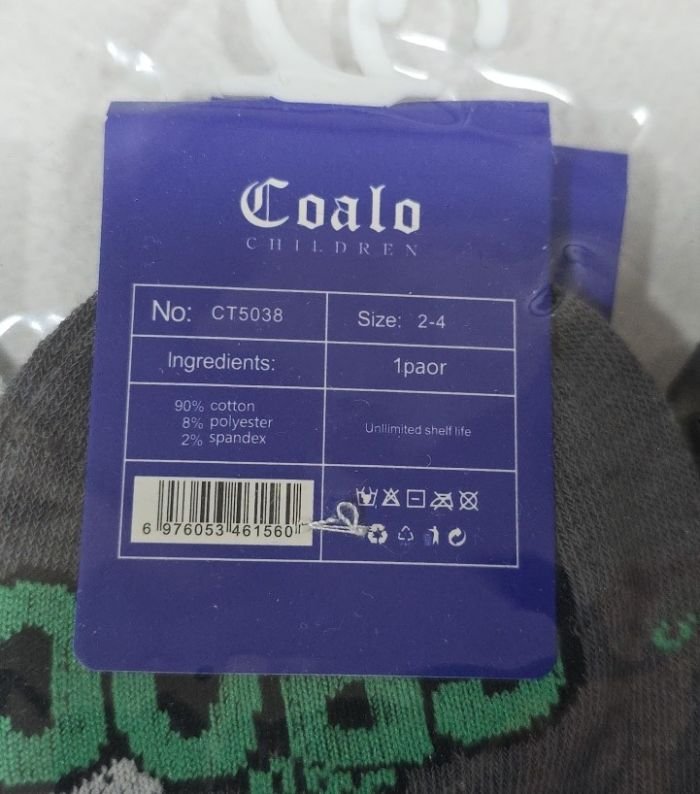 Coalo
CHILDREN
No: CT5038
Size: 2-4
Ingredients:
1paor
90% cotton
8% polyester
2% spandex
Unllimited shelf life
6 976053 461560